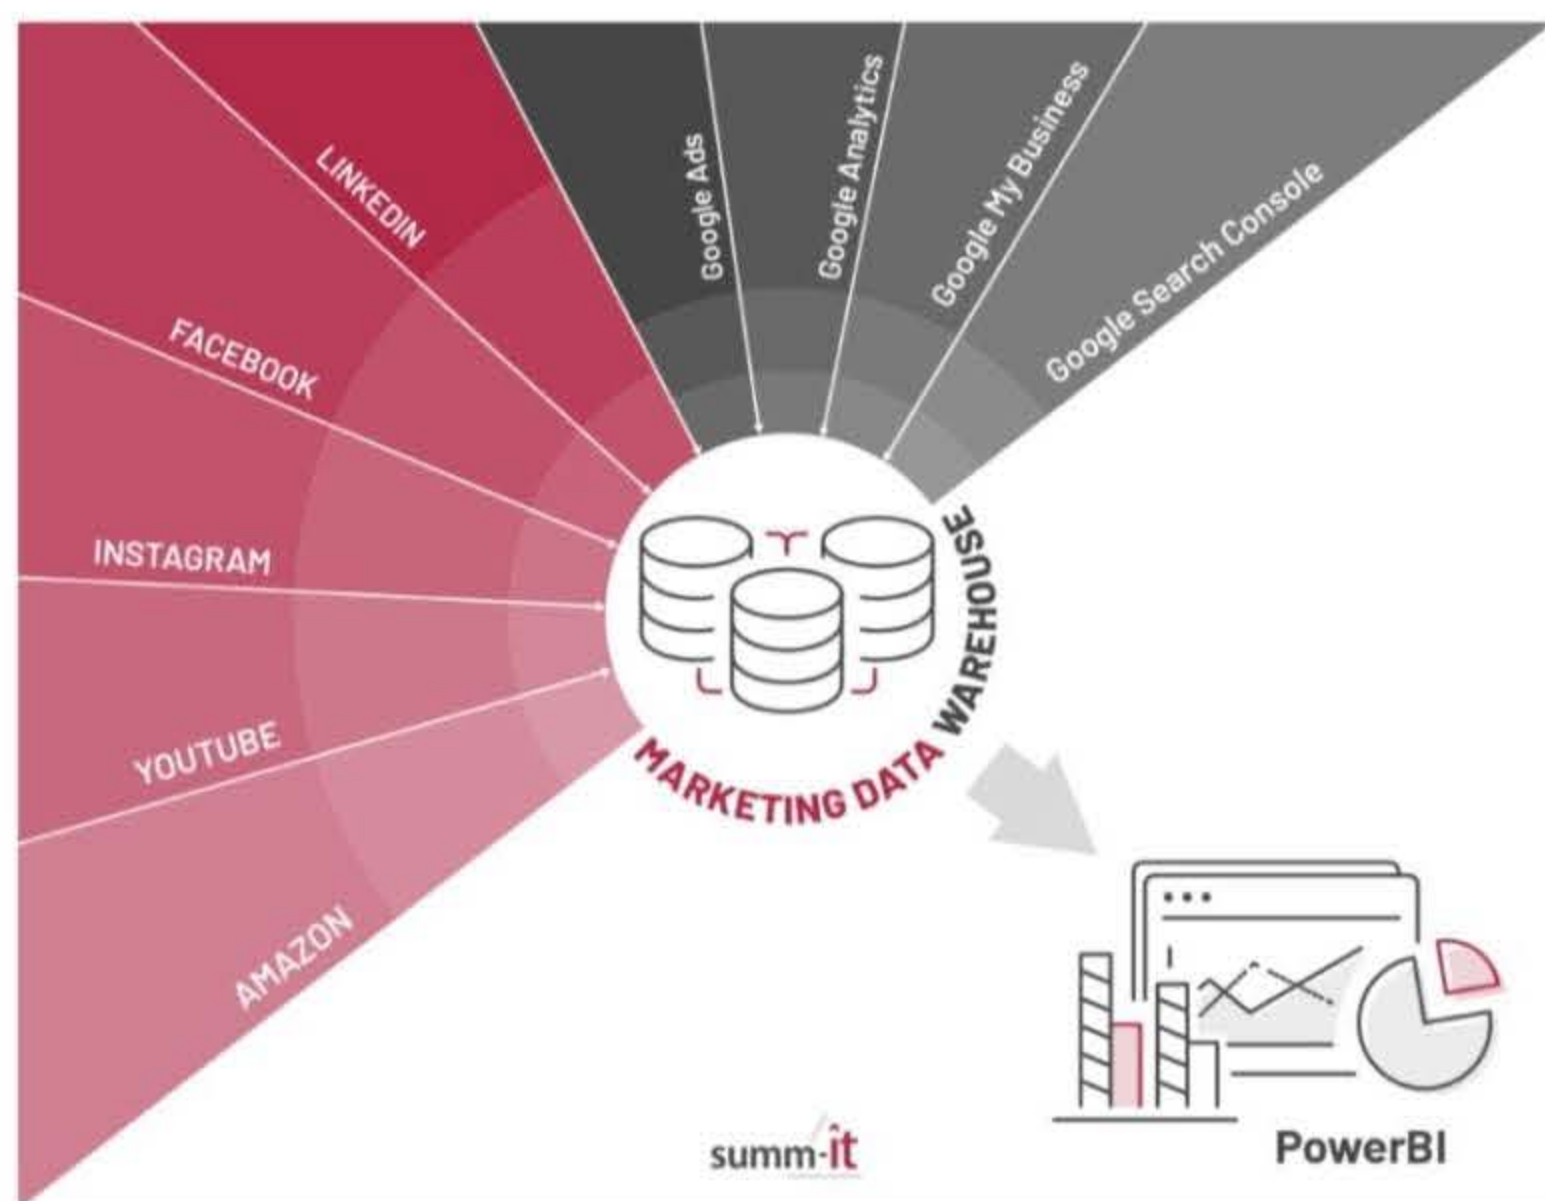 LINKEDIN
FACEBOOK
INSTAGRAM
YOUTUBE
AMAZON
Google Ads
Google Analytics
Google My Business
Google Search Console
MARKETING DATA WAREHOUSE
PowerBI
summ-it